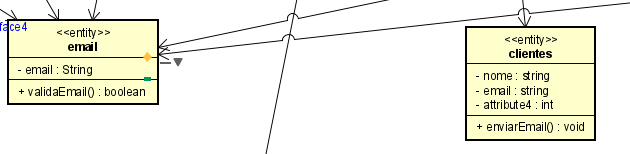 face4
<<entity>>
email
- email : String
+ validaEmail() : boolean
<<entity>>
clientes
- nome : string
- email : string
- attribute4 : int
+ enviarEmail() : void